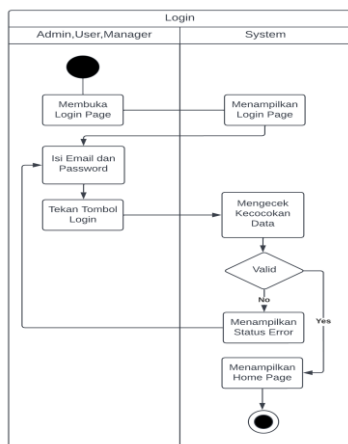 Login
Admin,User,Manager
System
Membuka
Login Page
Menampilkan
Login Page
Isi Email dan
Password
Tekan Tombol
Login
Mengecek
Kecocokan
Data
Valid
No
Yes
Menampilkan
Status Error
Menampilkan
Home Page